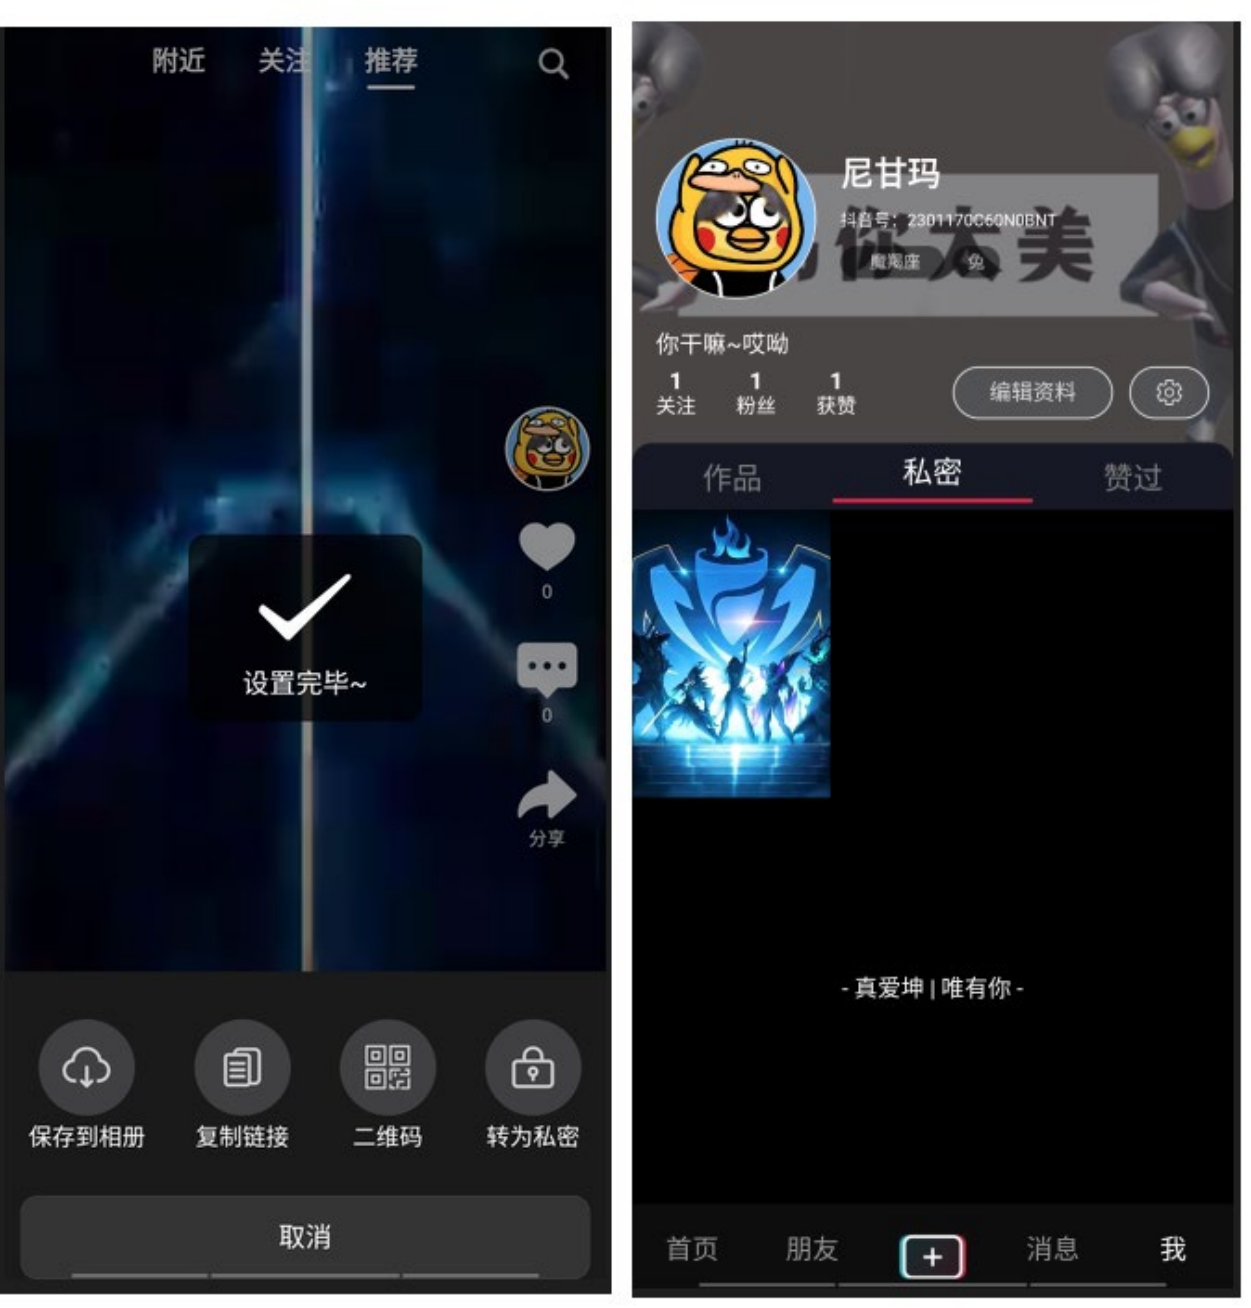 附近 关注 推荐
0
设置完毕~
0
分享
保存到相册 复制链接 二维码 转为私密
取消
尼甘玛
抖音号：2301170C60N0BNT
你太美
魔羯座 兔
你干嘛~哎呦
1 1 1
关注 粉丝 获赞
编辑资料
作品 私密 赞过
- 真爱坤 | 唯有你 -
首页 朋友 + 消息 我